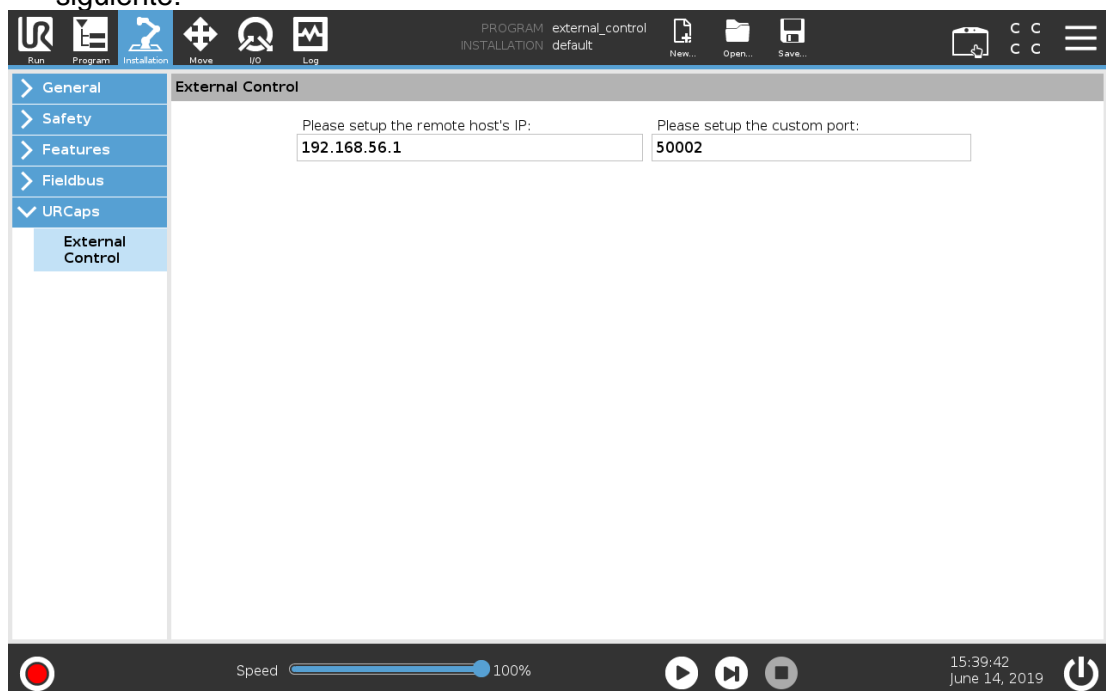 siguiente.
PROGRAM external_control
INSTALLATION default
UR
Run
Program
Installation
Move
I/O
Log
New...
Open...
Save...
C C
C C
General
Safety
Features
Fieldbus
URCaps
External
Control
External Control
Please setup the remote host's IP:
192.168.56.1
Please setup the custom port:
50002
Speed 100%
15:39:42
June 14, 2019